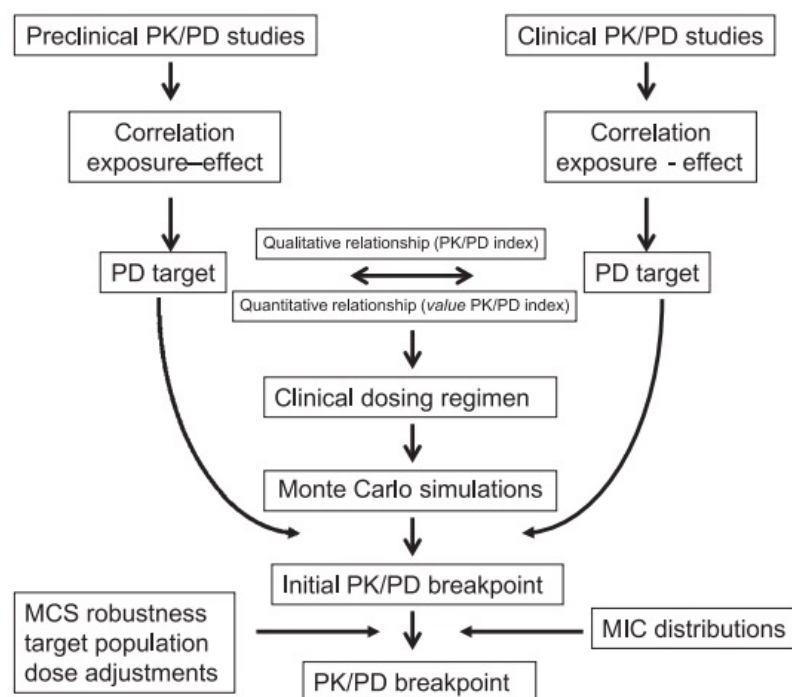 Preclinical PK/PD studies
Clinical PK/PD studies
Correlation
exposure–effect
Correlation
exposure - effect
Qualitative relationship (PK/PD index)
PD target
PD target
Quantitative relationship (value PK/PD index)
Clinical dosing regimen
Monte Carlo simulations
Initial PK/PD breakpoint
MCS robustness
target population
dose adjustments
MIC distributions
PK/PD breakpoint